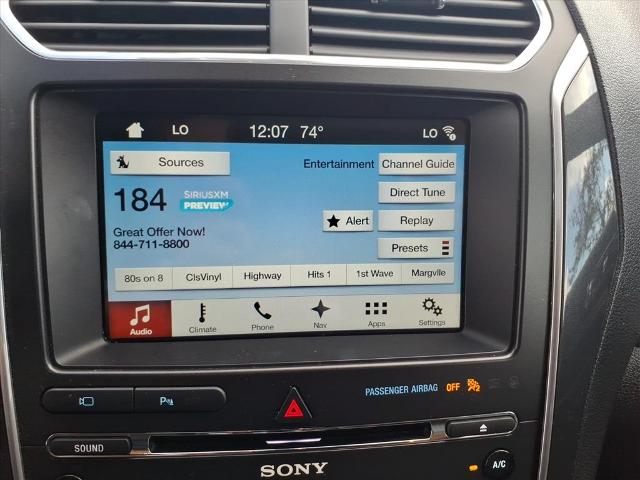 LO 12:07 74° LO
Sources Entertainment Channel Guide
184 SIRIUSXM PREVIEW Direct Tune
Alert Replay
Great Offer Now!
844-711-8800 Presets
80s on 8 ClsVinyl Highway Hits 1 1st Wave Margvlle
Audio Climate Phone Nav Apps Settings
PASSENGER AIRBAG OFF
P
SOUND
SONY A/C